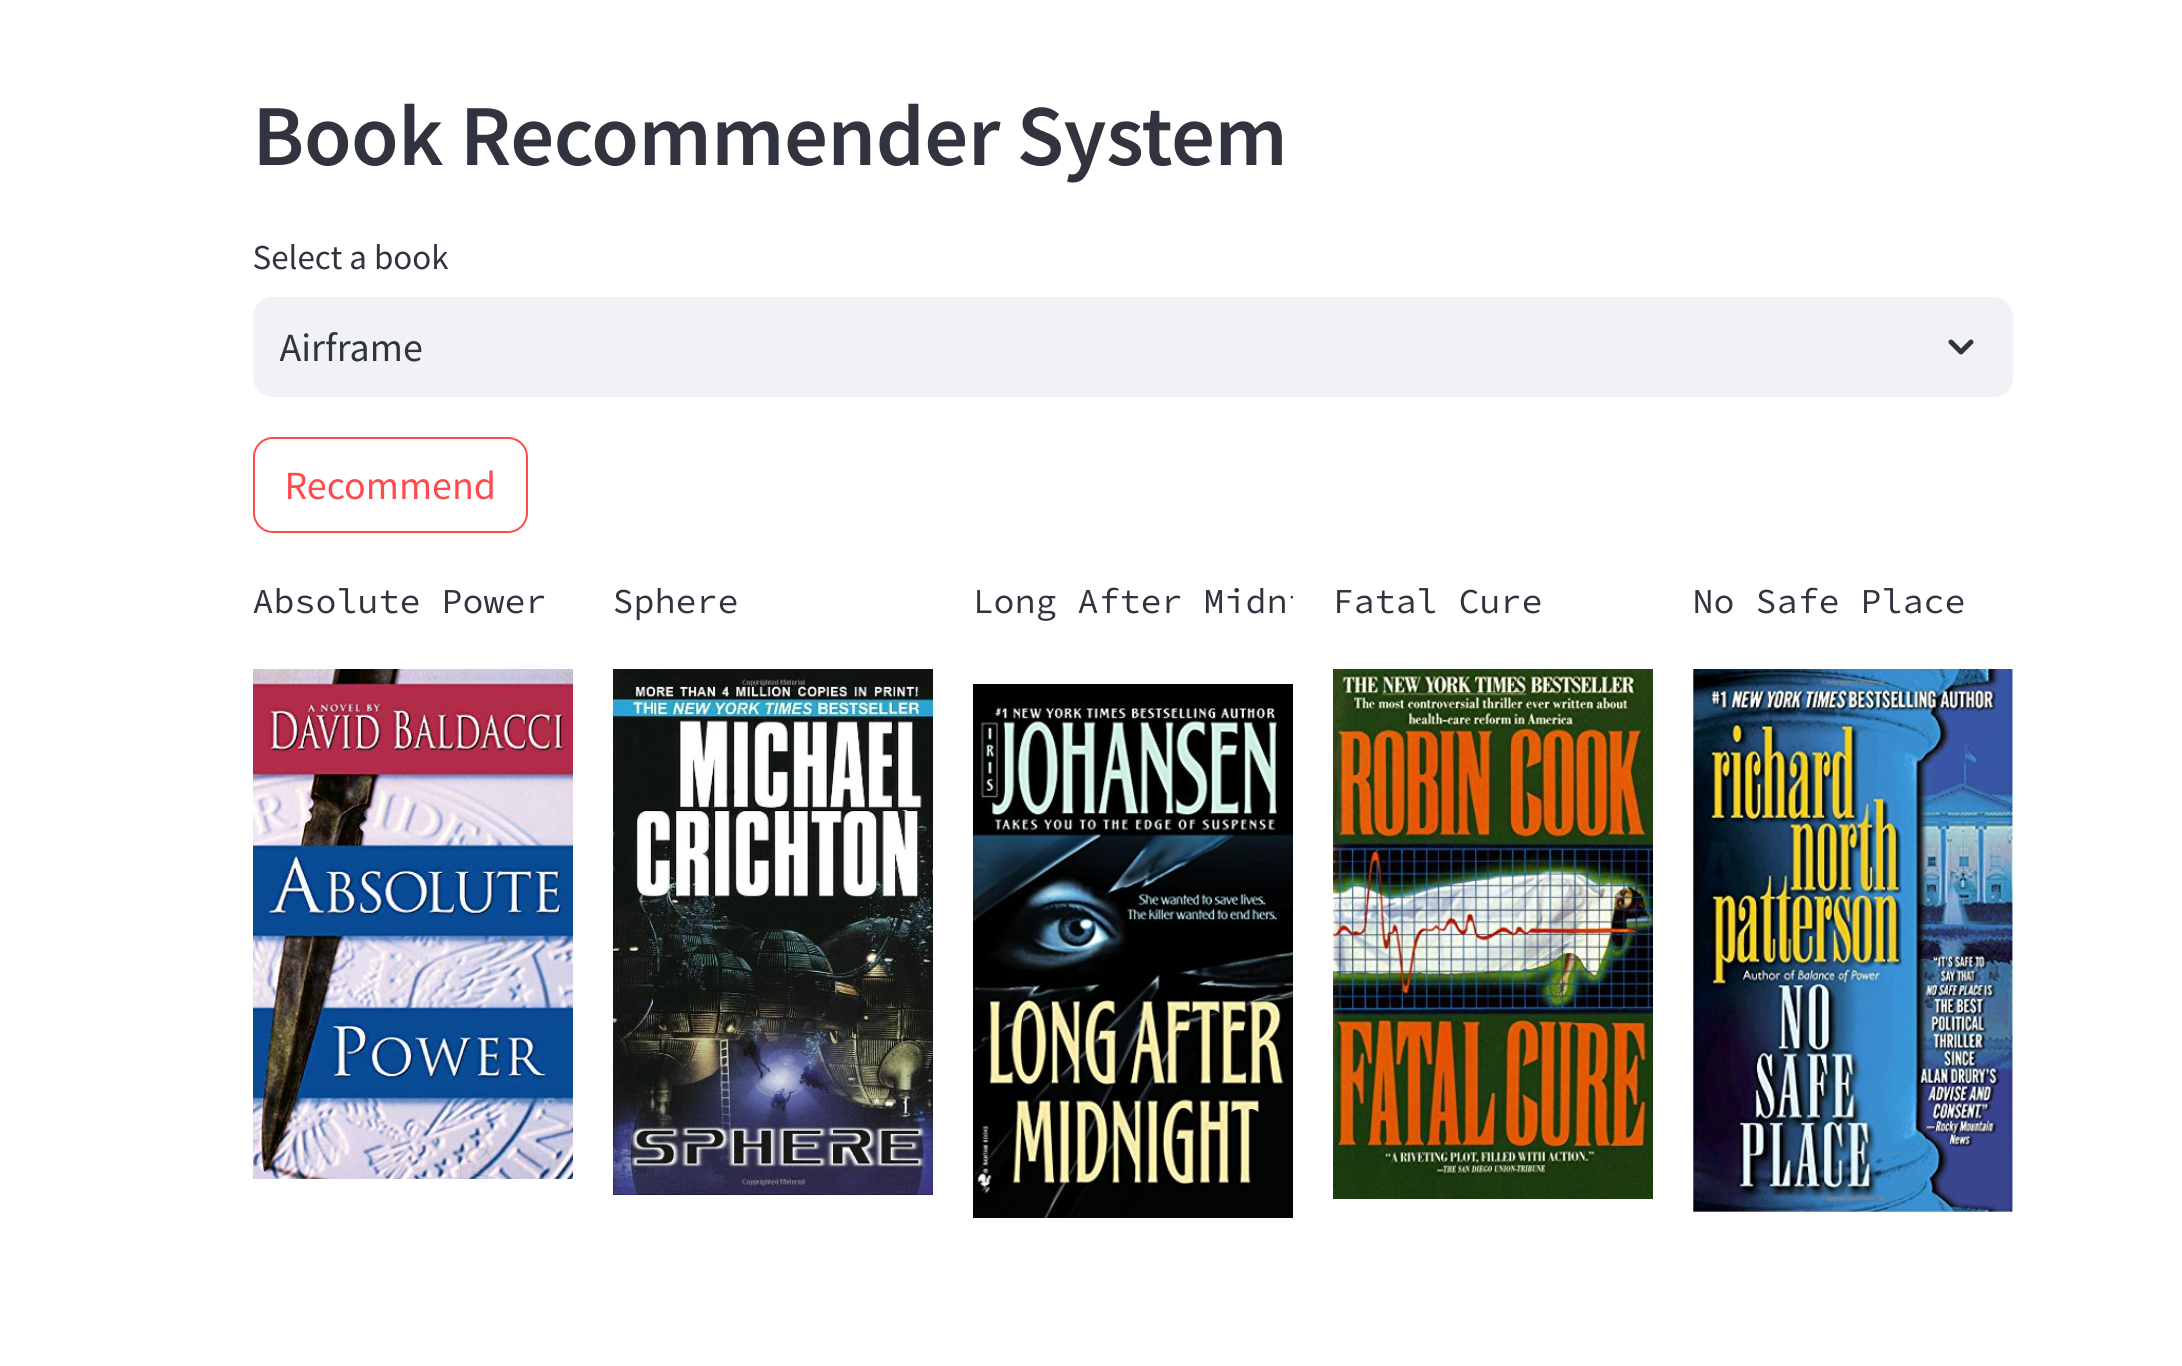 Book Recommender System
Select a book
Airframe
Recommend
Absolute Power
Sphere
Long After Midn
Fatal Cure
No Safe Place
A NOVEL BY
DAVID BALDACCI
ABSOLUTE
POWER
Copyrighted Material
MORE THAN 4 MILLION COPIES IN PRINT!
THE NEW YORK TIMES BESTSELLER
MICHAEL
CRICHTON
SPHERE
Copyrighted Material
#1 NEW YORK TIMES BESTSELLING AUTHOR
IRIS
JOHANSEN
TAKES YOU TO THE EDGE OF SUSPENSE
She wanted to save lives.
The killer wanted to end hers.
LONG AFTER
MIDNIGHT
BANTAM BOOKS
THE NEW YORK TIMES BESTSELLER
The most controversial thriller ever written about
health-care reform in America
ROBIN COOK
FATAL CURE
"A RIVETING PLOT, FILLED WITH ACTION."
—THE SAN DIEGO UNION-TRIBUNE
#1 NEW YORK TIMES BESTSELLING AUTHOR
richard
north
patterson
Author of Balance of Power
NO
SAFE
PLACE
"IT'S SAFE TO
SAY THAT
NO SAFE PLACE IS
THE BEST
POLITICAL
THRILLER
SINCE
ALAN DRURY'S
ADVISE AND
CONSENT."
—Rocky Mountain
News